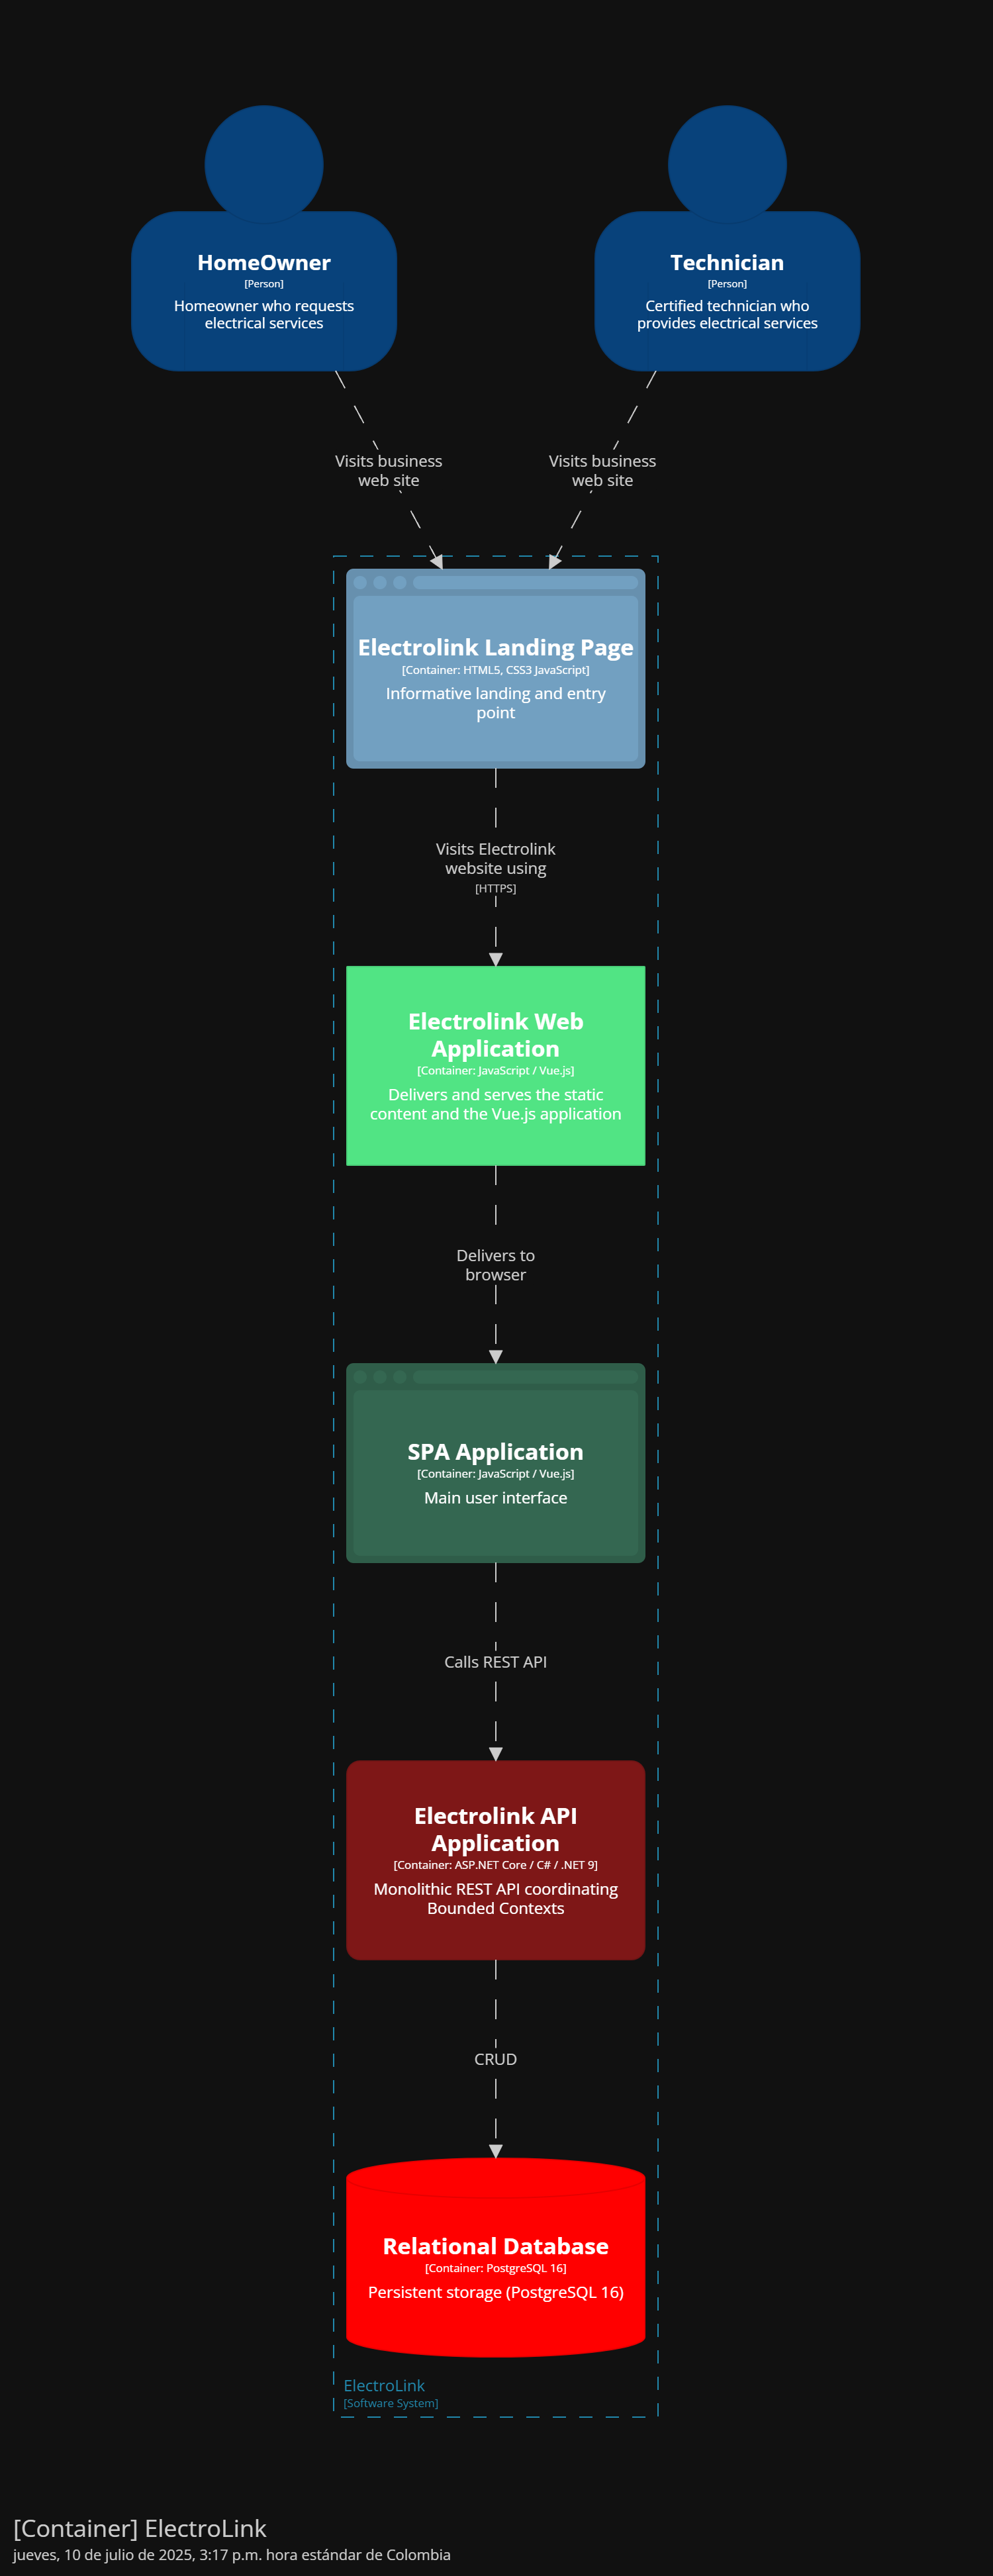 HomeOwner
[Person]
Homeowner who requests
electrical services
Technician
[Person]
Certified technician who
provides electrical services
Visits business
web site
Visits business
web site
Electrolink Landing Page
[Container: HTML5, CSS3 JavaScript]
Informative landing and entry
point
Visits Electrolink
website using
[HTTPS]
Electrolink Web
Application
[Container: JavaScript / Vue.js]
Delivers and serves the static
content and the Vue.js application
Delivers to
browser
SPA Application
[Container: JavaScript / Vue.js]
Main user interface
Calls REST API
Electrolink API
Application
[Container: ASP.NET Core / C# / .NET 9]
Monolithic REST API coordinating
Bounded Contexts
CRUD
Relational Database
[Container: PostgreSQL 16]
Persistent storage (PostgreSQL 16)
ElectroLink
[Software System]
[Container] ElectroLink
jueves, 10 de julio de 2025, 3:17 p.m. hora estándar de Colombia